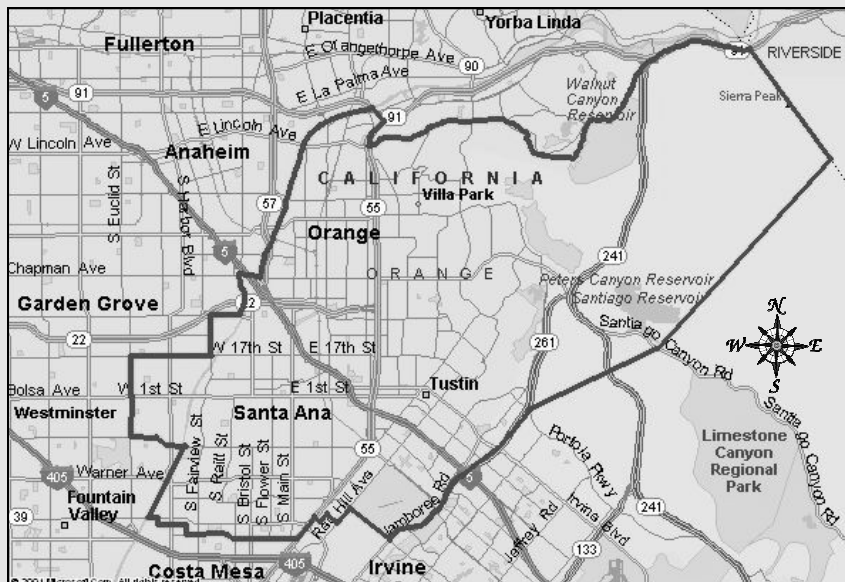 Placentia
Yorba Linda
Fullerton
E Orangethorpe Ave
91
RIVERSIDE
90
91
E La Palma Ave
5
Walnut
Canyon
Reservoir
Sierra Peak
91
E Lincoln Ave
W Lincoln Ave
Anaheim
CALIFORNIA
Villa Park
S Euclid St
S Harbor Blvd
57
55
Orange
5
241
Chapman Ave
ORANGE
Peters Canyon Reservoir
Santiago Reservoir
Garden Grove
22
N
Santiago Canyon Rd
22
W 17th St
E 17th St
261
W
E
S
Bolsa Ave
W 1st St
E 1st St
Tustin
Westminster
Santa Ana
Santiago Canyon Rd
S Fairview St
S Raitt St
S Bristol St
S Flower St
S Main St
55
Portola Pkwy
Limestone
Canyon
Regional
Park
Warner Ave
405
Red Hill Ave
5
Fountain
Valley
Jamboree Rd
Irvine Blvd
241
39
Jeffrey Rd
133
405
Costa Mesa
Irvine